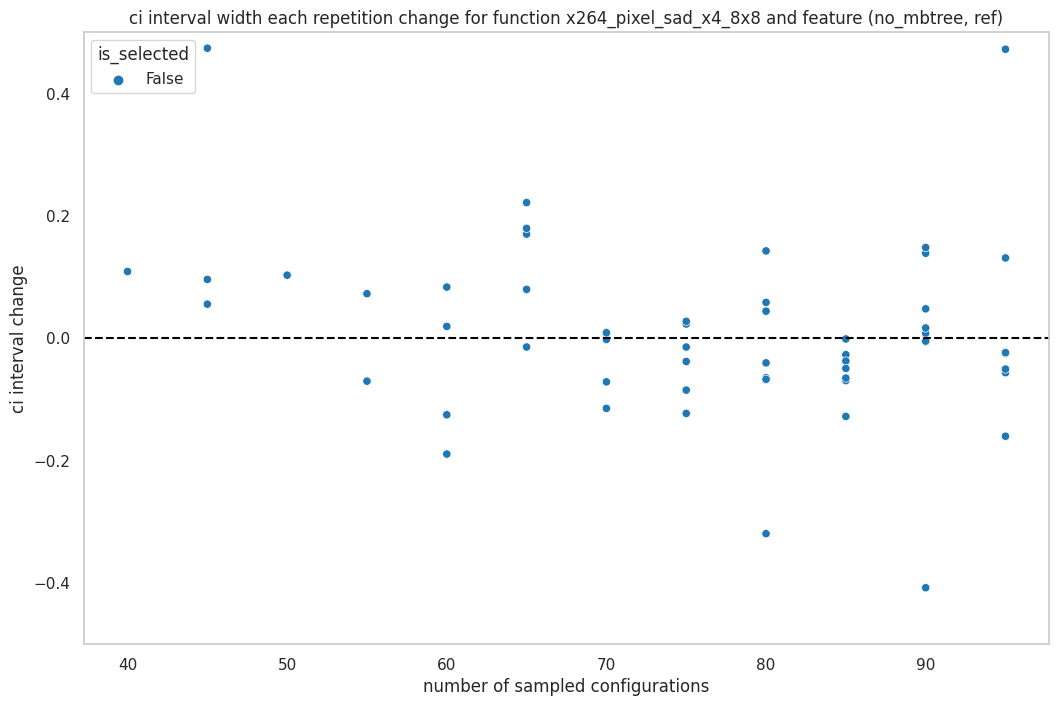 ci interval width each repetition change for function x264_pixel_sad_x4_8x8 and feature (no_mbtree, ref)
is_selected
False
0.4
0.2
0.0
−0.2
−0.4
ci interval change
40 50 60 70 80 90
number of sampled configurations